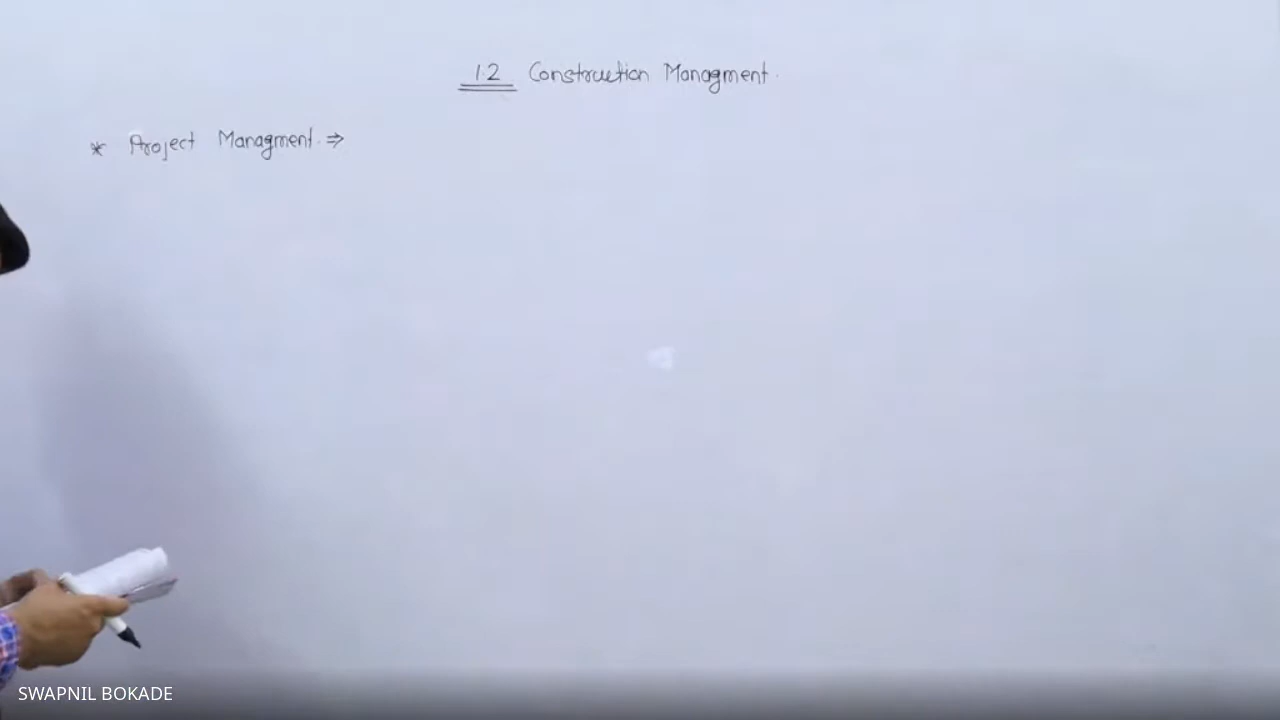 1.2 Construction Managment.
* Project Managment. ⇒
SWAPNIL BOKADE